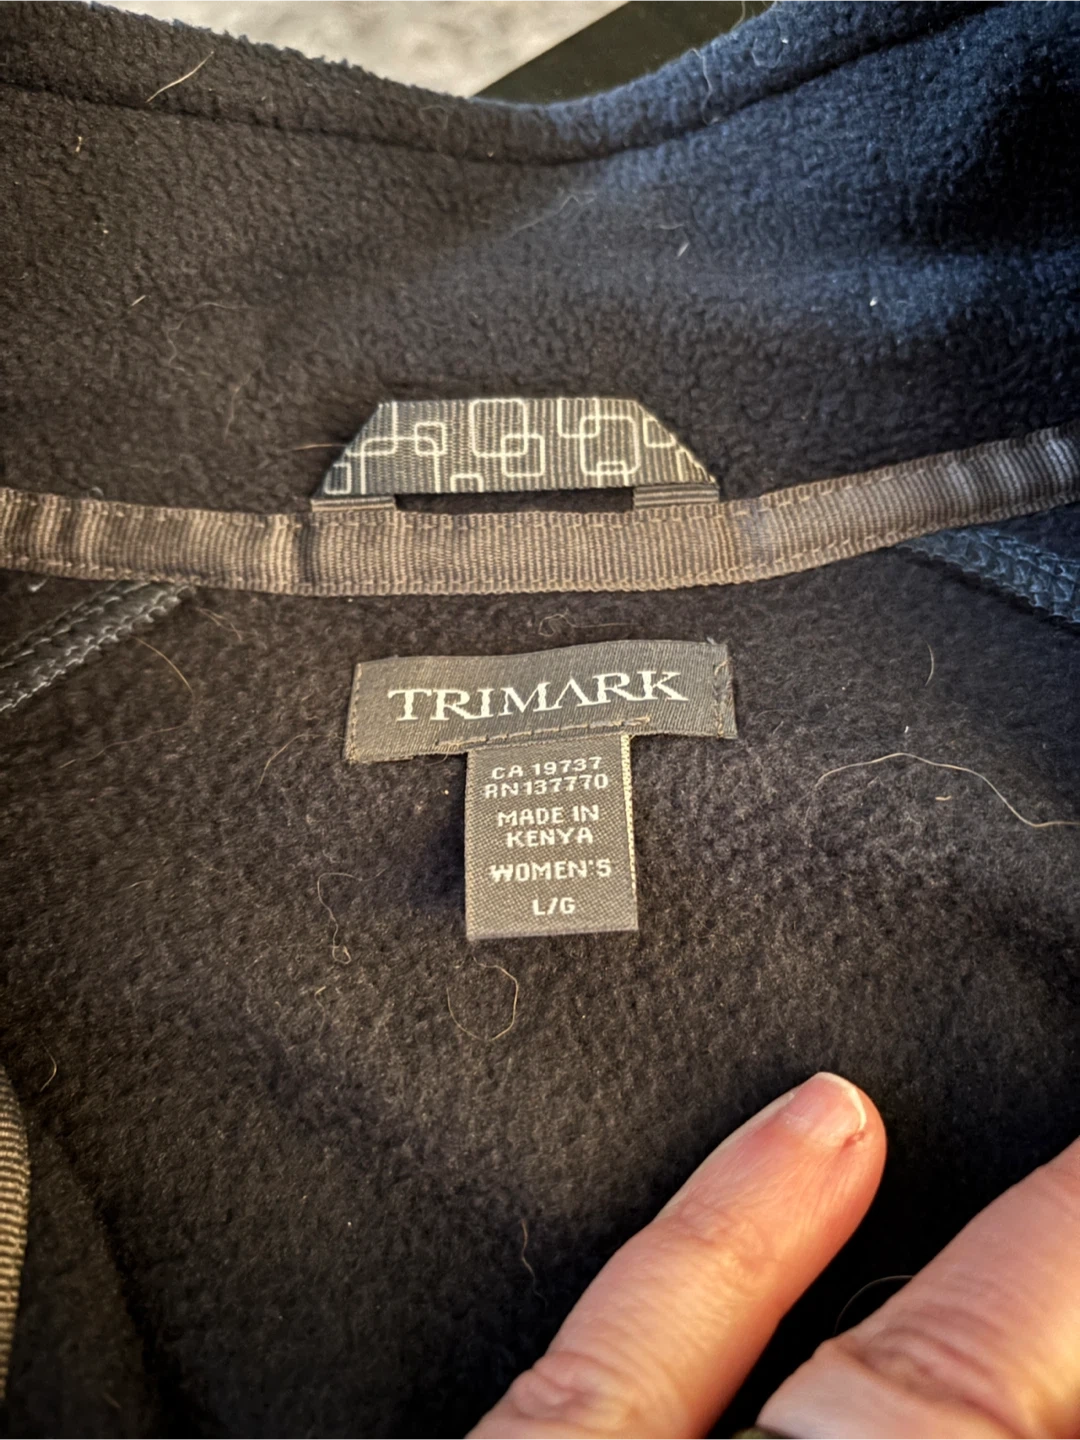 TRIMARK
CA 19737
RN137770
MADE IN
KENYA
WOMEN'S
L/G